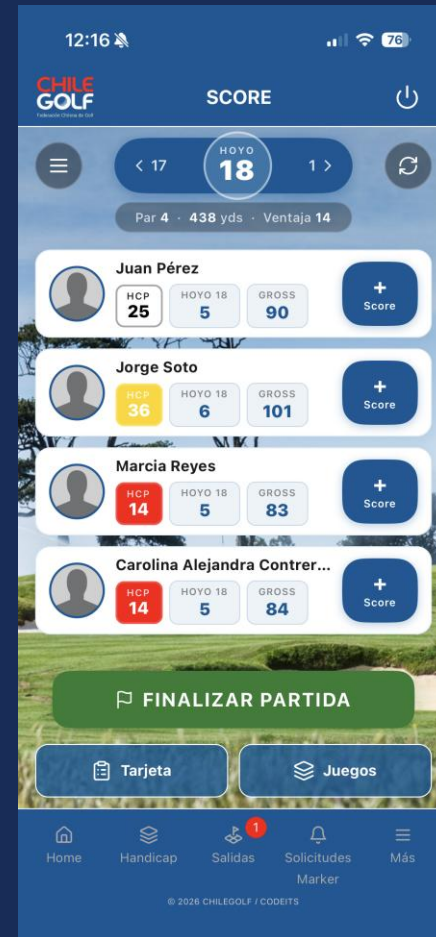 12:16
76
CHILE
GOLF
Federación Chilena de Golf
SCORE
< 17
HOYO
18
1 >
Par 4 · 438 yds · Ventaja 14
Juan Pérez
HCP
25
HOYO 18
5
GROSS
90
+
Score
Jorge Soto
HCP
36
HOYO 18
6
GROSS
101
+
Score
Marcia Reyes
HCP
14
HOYO 18
5
GROSS
83
+
Score
Carolina Alejandra Contrer...
HCP
14
HOYO 18
5
GROSS
84
+
Score
FINALIZAR PARTIDA
Tarjeta
Juegos
Home
Handicap
1
Salidas
Solicitudes
Marker
Más
© 2026 CHILEGOLF / CODEITS